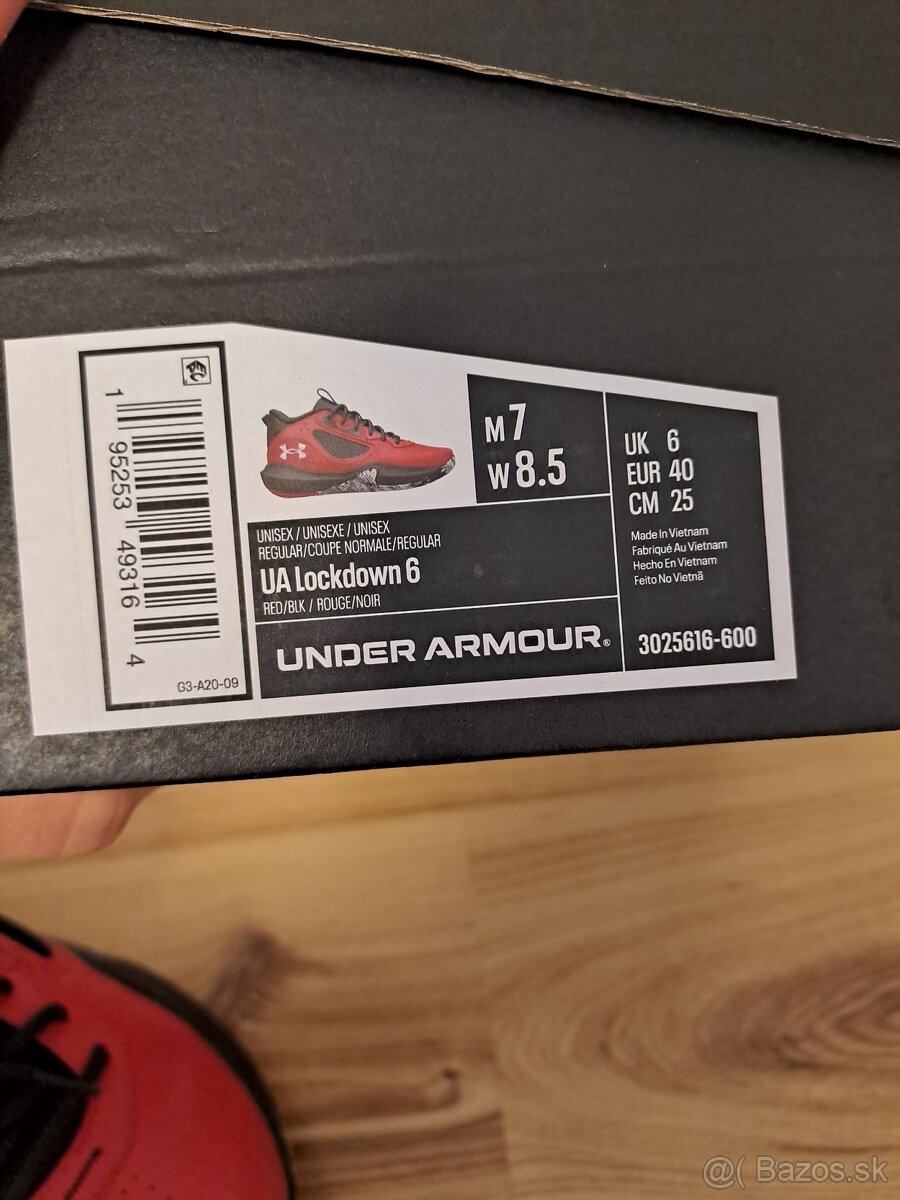 1 95253 49316 4
G3-A20-09
M 7
W 8.5
UK 6
EUR 40
CM 25
Made In Vietnam
Fabriqué Au Vietnam
Hecho En Vietnam
Feito No Vietnã
UNISEX / UNISEXE / UNISEX
REGULAR/COUPE NORMALE/REGULAR
UA Lockdown 6
RED/BLK / ROUGE/NOIR
UNDER ARMOUR®
3025616-600
@( Bazos.sk